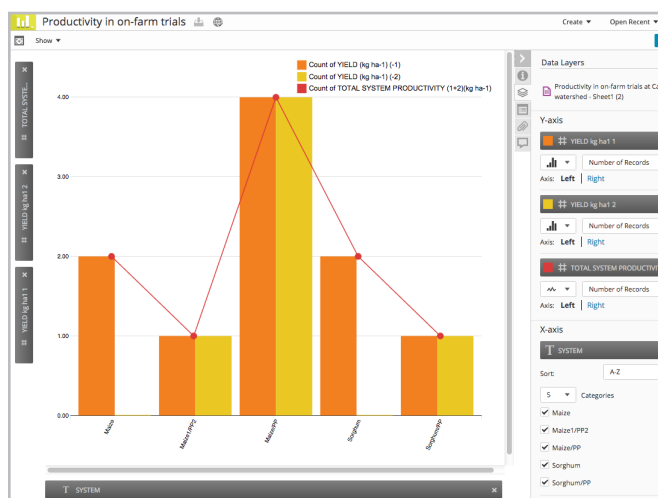 Productivity in on-farm trials
Create
Open Recent
Show
TOTAL SYSTE...
YIELD kg ha1 2
YIELD kg ha1 1
Count of YIELD (kg ha-1) (-1)
Count of YIELD (kg ha-1) (-2)
Count of TOTAL SYSTEM PRODUCTIVITY (1+2)(kg ha-1)
4.00
3.00
2.00
1.00
0.00
Maize
Maize1/PP2
Maize/PP
Sorghum
Sorghum/PP
T SYSTEM
Data Layers
Productivity in on-farm trials at Ca
watershed - Sheet1 (2)
Y-axis
# YIELD kg ha1 1
Number of Records
Axis: Left | Right
# YIELD kg ha1 2
Number of Records
Axis: Left | Right
# TOTAL SYSTEM PRODUCTIVI
Number of Records
Axis: Left | Right
X-axis
T SYSTEM
Sort: A-Z
5 Categories
Maize
Maize1/PP2
Maize/PP
Sorghum
Sorghum/PP